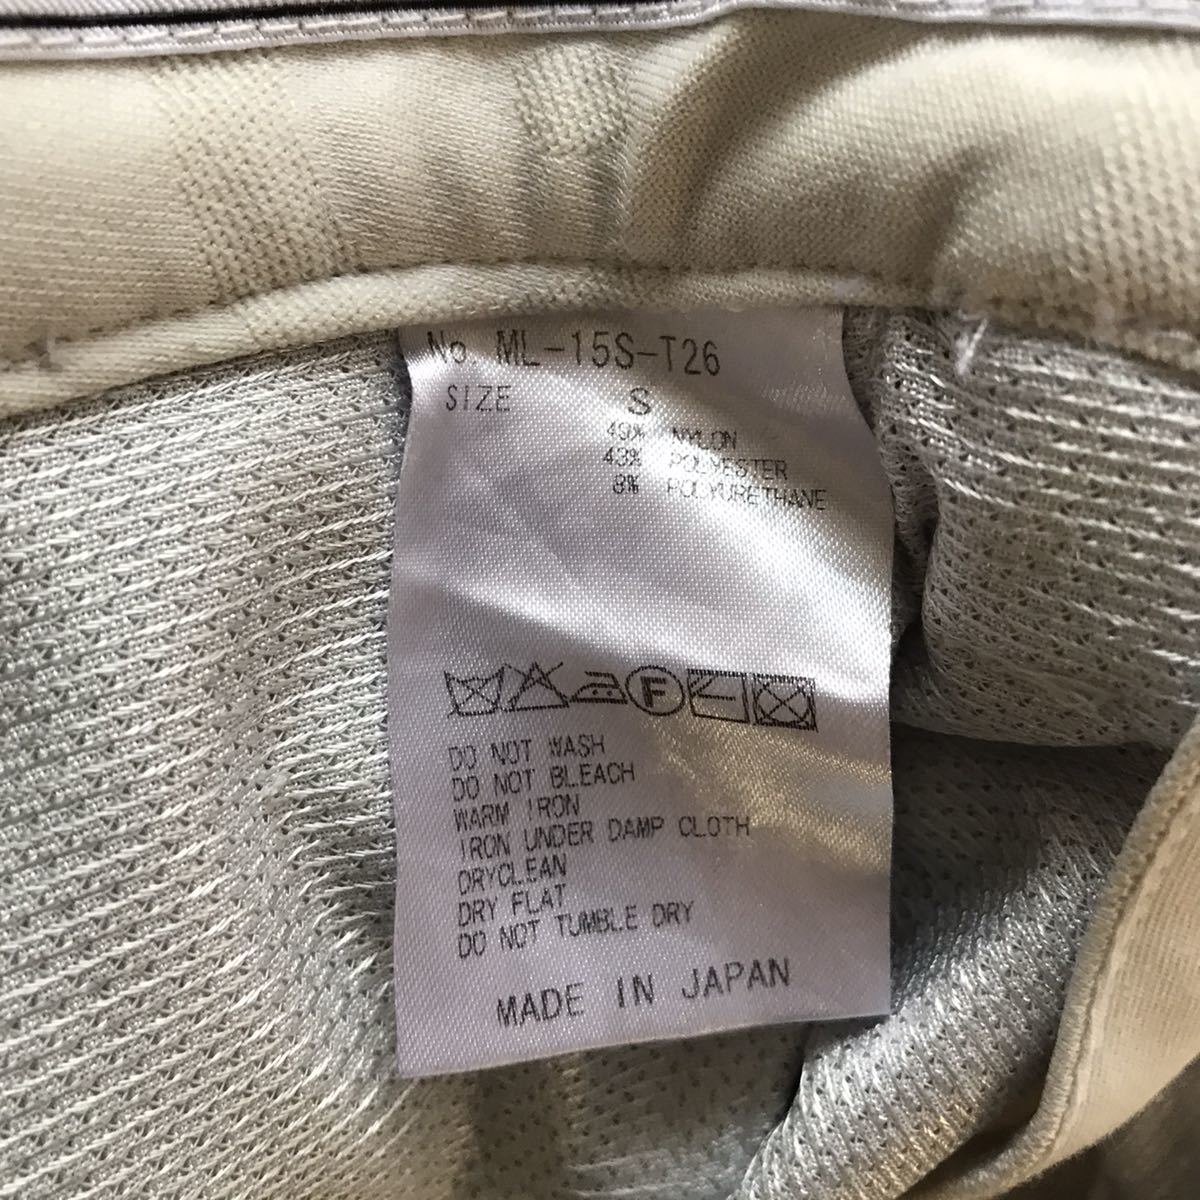 No. ML-15S-T26
SIZE S
49% NYLON
43% POLYESTER
8% POLYURETHANE
F
DO NOT WASH
DO NOT BLEACH
WARM IRON
IRON UNDER DAMP CLOTH
DRYCLEAN
DRY FLAT
DO NOT TUMBLE DRY
MADE IN JAPAN